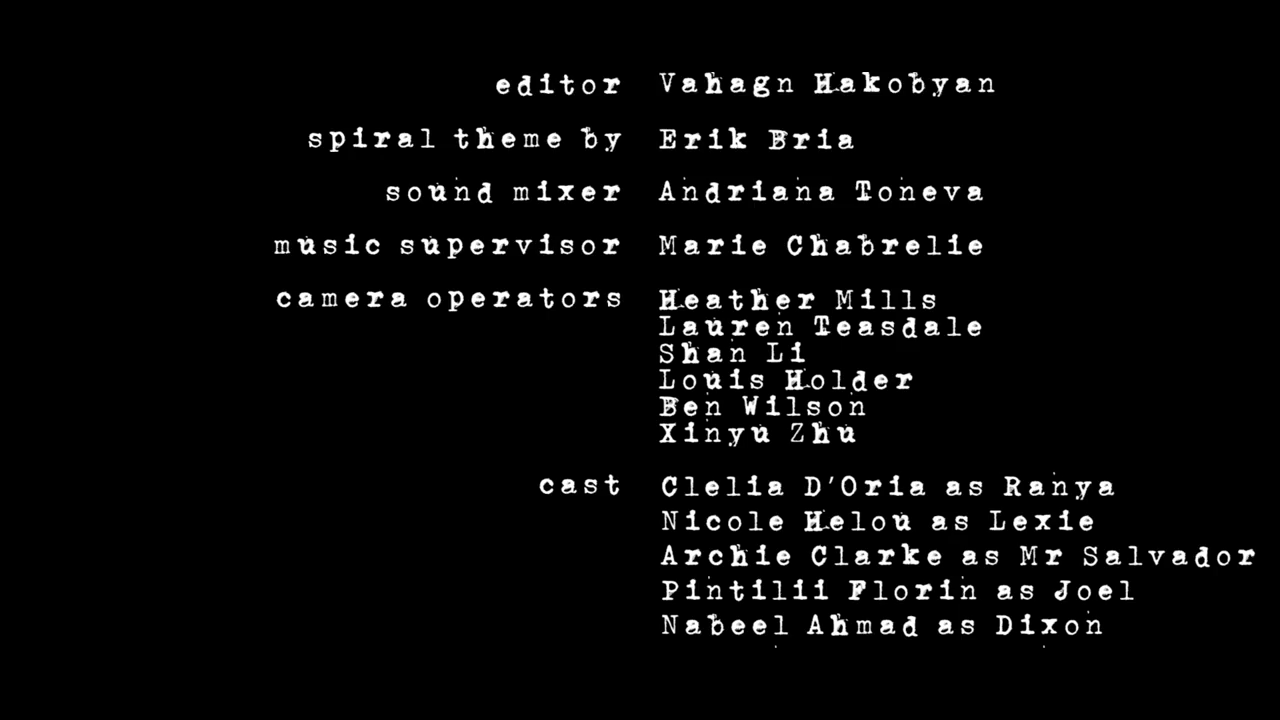 editor Vahagn Hakobyan
spiral theme by Erik Bria
sound mixer Andriana Toneva
music supervisor Marie Chabrelie
camera operators Heather Mills
Lauren Teasdale
Shan Li
Louis Holder
Ben Wilson
Xinyu Zhu
cast Clelia D'Oria as Ranya
Nicole Helou as Lexie
Archie Clarke as Mr Salvador
Pintilii Florin as Joel
Nabeel Ahmad as Dixon